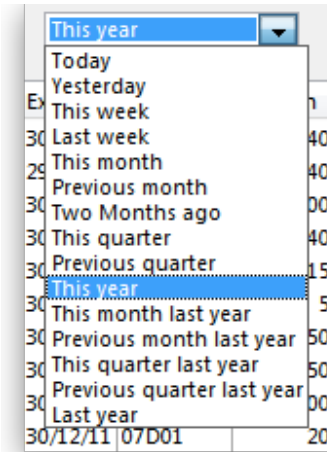 This year
Today
Yesterday
This week
Last week
This month
Previous month
Two Months ago
This quarter
Previous quarter
This year
This month last year
Previous month last year
This quarter last year
Previous quarter last year
Last year
30/12/11 07D01 20